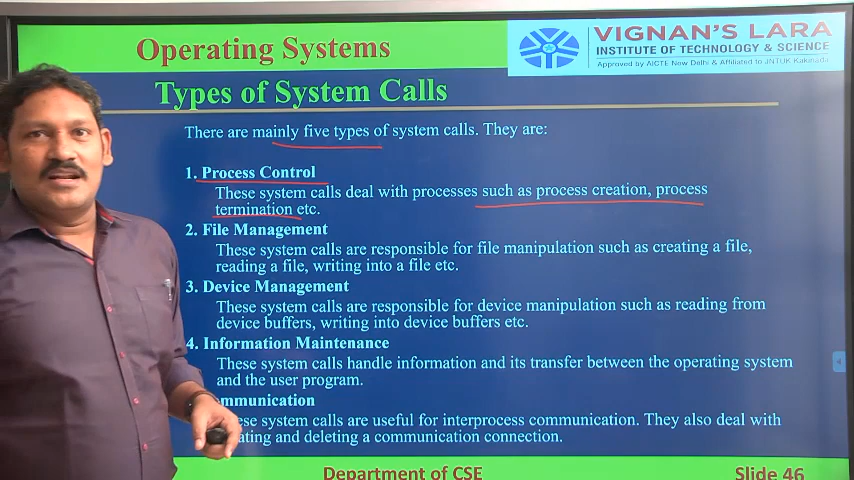 Operating Systems
VIGNAN'S LARA
INSTITUTE OF TECHNOLOGY & SCIENCE
Approved by AICTE New Delhi & Affiliated to JNTUK Kakinada
Types of System Calls
There are mainly five types of system calls. They are:
1. Process Control
These system calls deal with processes such as process creation, process
termination etc.
2. File Management
These system calls are responsible for file manipulation such as creating a file,
reading a file, writing into a file etc.
3. Device Management
These system calls are responsible for device manipulation such as reading from
device buffers, writing into device buffers etc.
4. Information Maintenance
These system calls handle information and its transfer between the operating system
and the user program.
mmunication
ese system calls are useful for interprocess communication. They also deal with
ating and deleting a communication connection.
Department of CSE
Slide 46